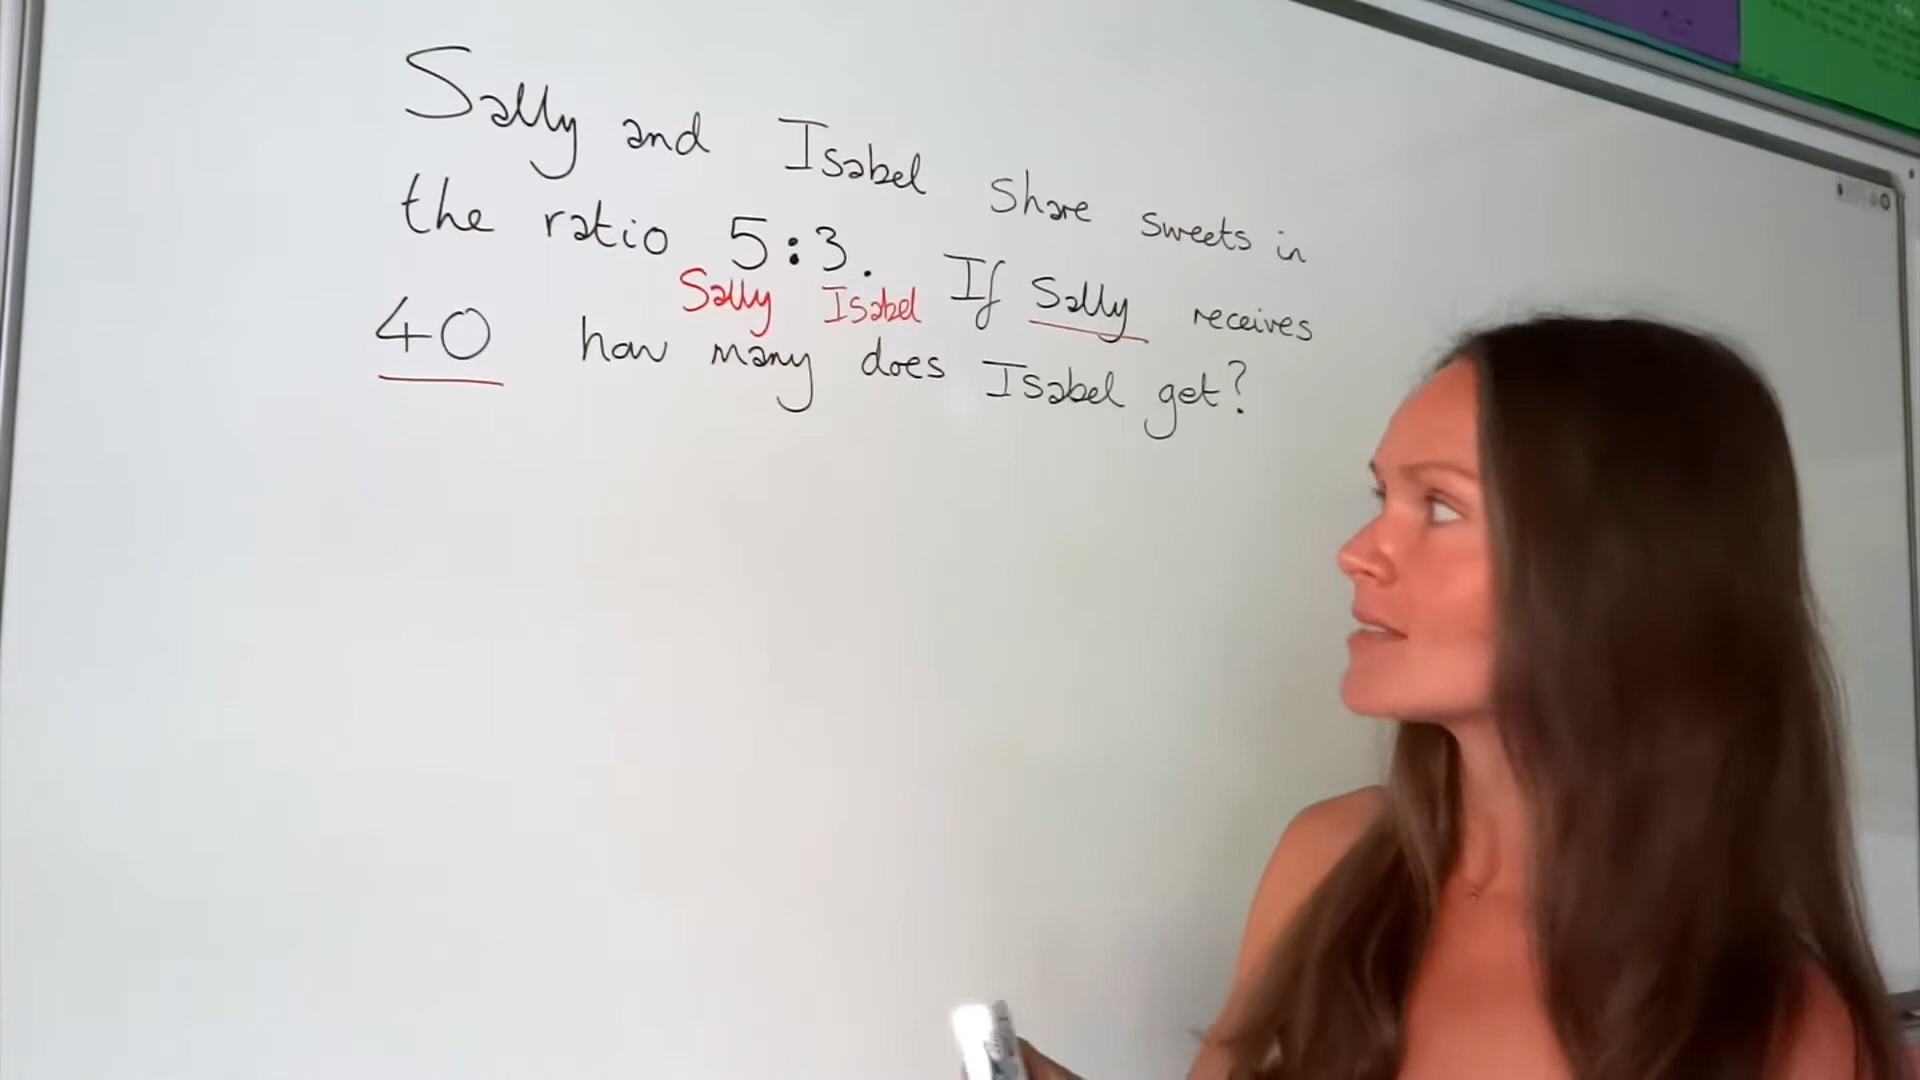 Sally and Isabel share sweets in
the ratio 5:3. If Sally receives
Sally Isabel
40 how many does Isabel get?